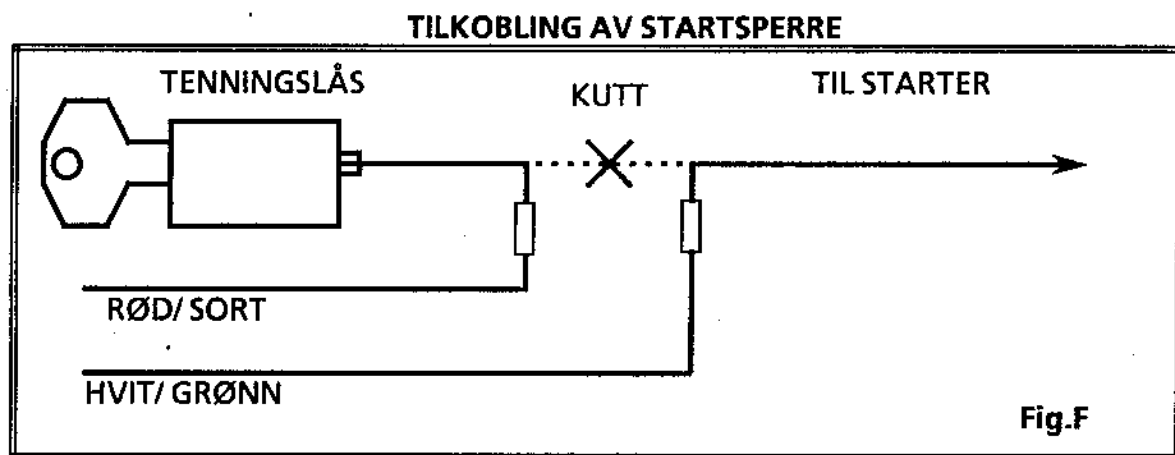 TILKOBLING AV STARTSPERRE
TENNINGSLÅS
KUTT
TIL STARTER
RØD/ SORT
HVIT/ GRØNN
Fig.F